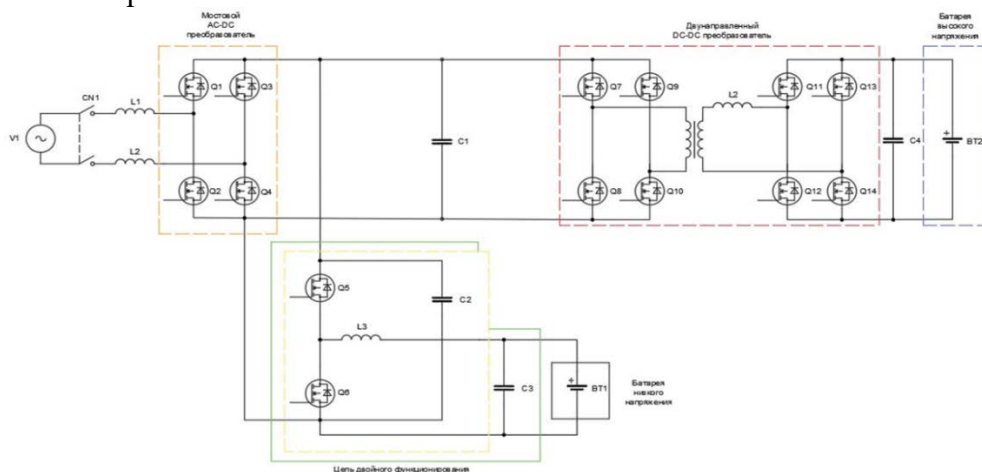 Мостовой
AC-DC
преобразователь
Двунаправленный
DC-DC преобразователь
Батарея
высокого
напряжения
Q1
Q3
Q7
Q9
L2
Q11
Q13
CN1
L1
V1
C1
C4
BT2
L2
Q2
Q4
Q8
Q10
Q12
Q14
Q5
C2
L3
Q6
C3
BT1
Батарея
низкого
напряжения
Цепь двойного функционирования